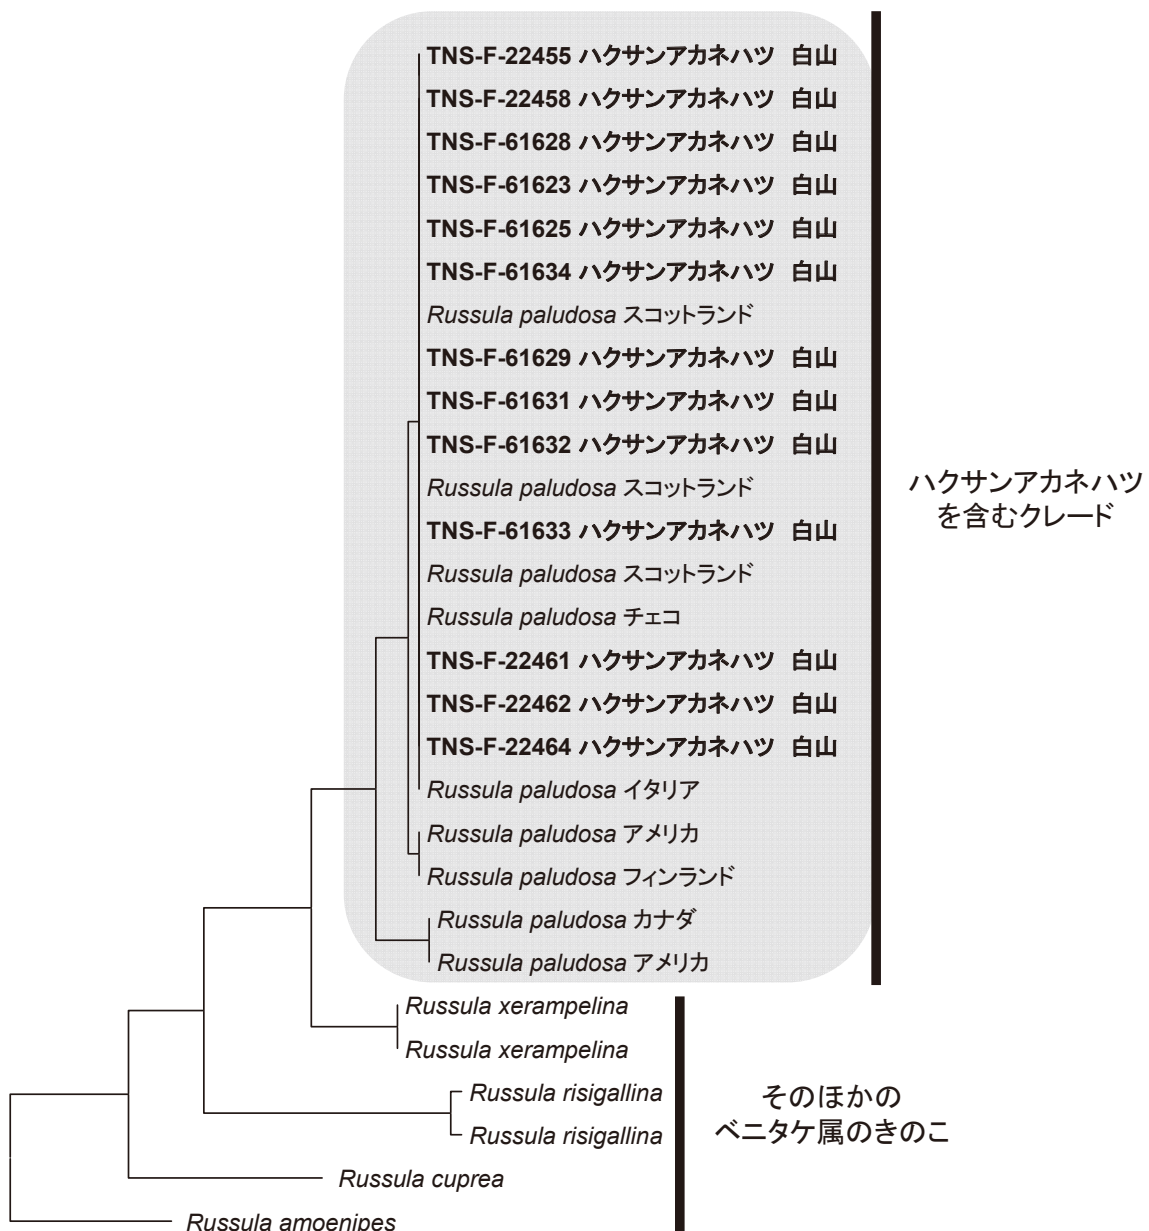 TNS-F-22455 ハクサンアカネハツ 白山
TNS-F-22458 ハクサンアカネハツ 白山
TNS-F-61628 ハクサンアカネハツ 白山
TNS-F-61623 ハクサンアカネハツ 白山
TNS-F-61625 ハクサンアカネハツ 白山
TNS-F-61634 ハクサンアカネハツ 白山
Russula paludosa スコットランド
TNS-F-61629 ハクサンアカネハツ 白山
TNS-F-61631 ハクサンアカネハツ 白山
TNS-F-61632 ハクサンアカネハツ 白山
Russula paludosa スコットランド
TNS-F-61633 ハクサンアカネハツ 白山
Russula paludosa スコットランド
Russula paludosa チェコ
TNS-F-22461 ハクサンアカネハツ 白山
TNS-F-22462 ハクサンアカネハツ 白山
TNS-F-22464 ハクサンアカネハツ 白山
Russula paludosa イタリア
Russula paludosa アメリカ
Russula paludosa フィンランド
Russula paludosa カナダ
Russula paludosa アメリカ
ハクサンアカネハツ
を含むクレード
Russula xerampelina
Russula xerampelina
Russula risigallina
Russula risigallina
Russula cuprea
Russula amoenipes
そのほかの
ベニタケ属のきのこ